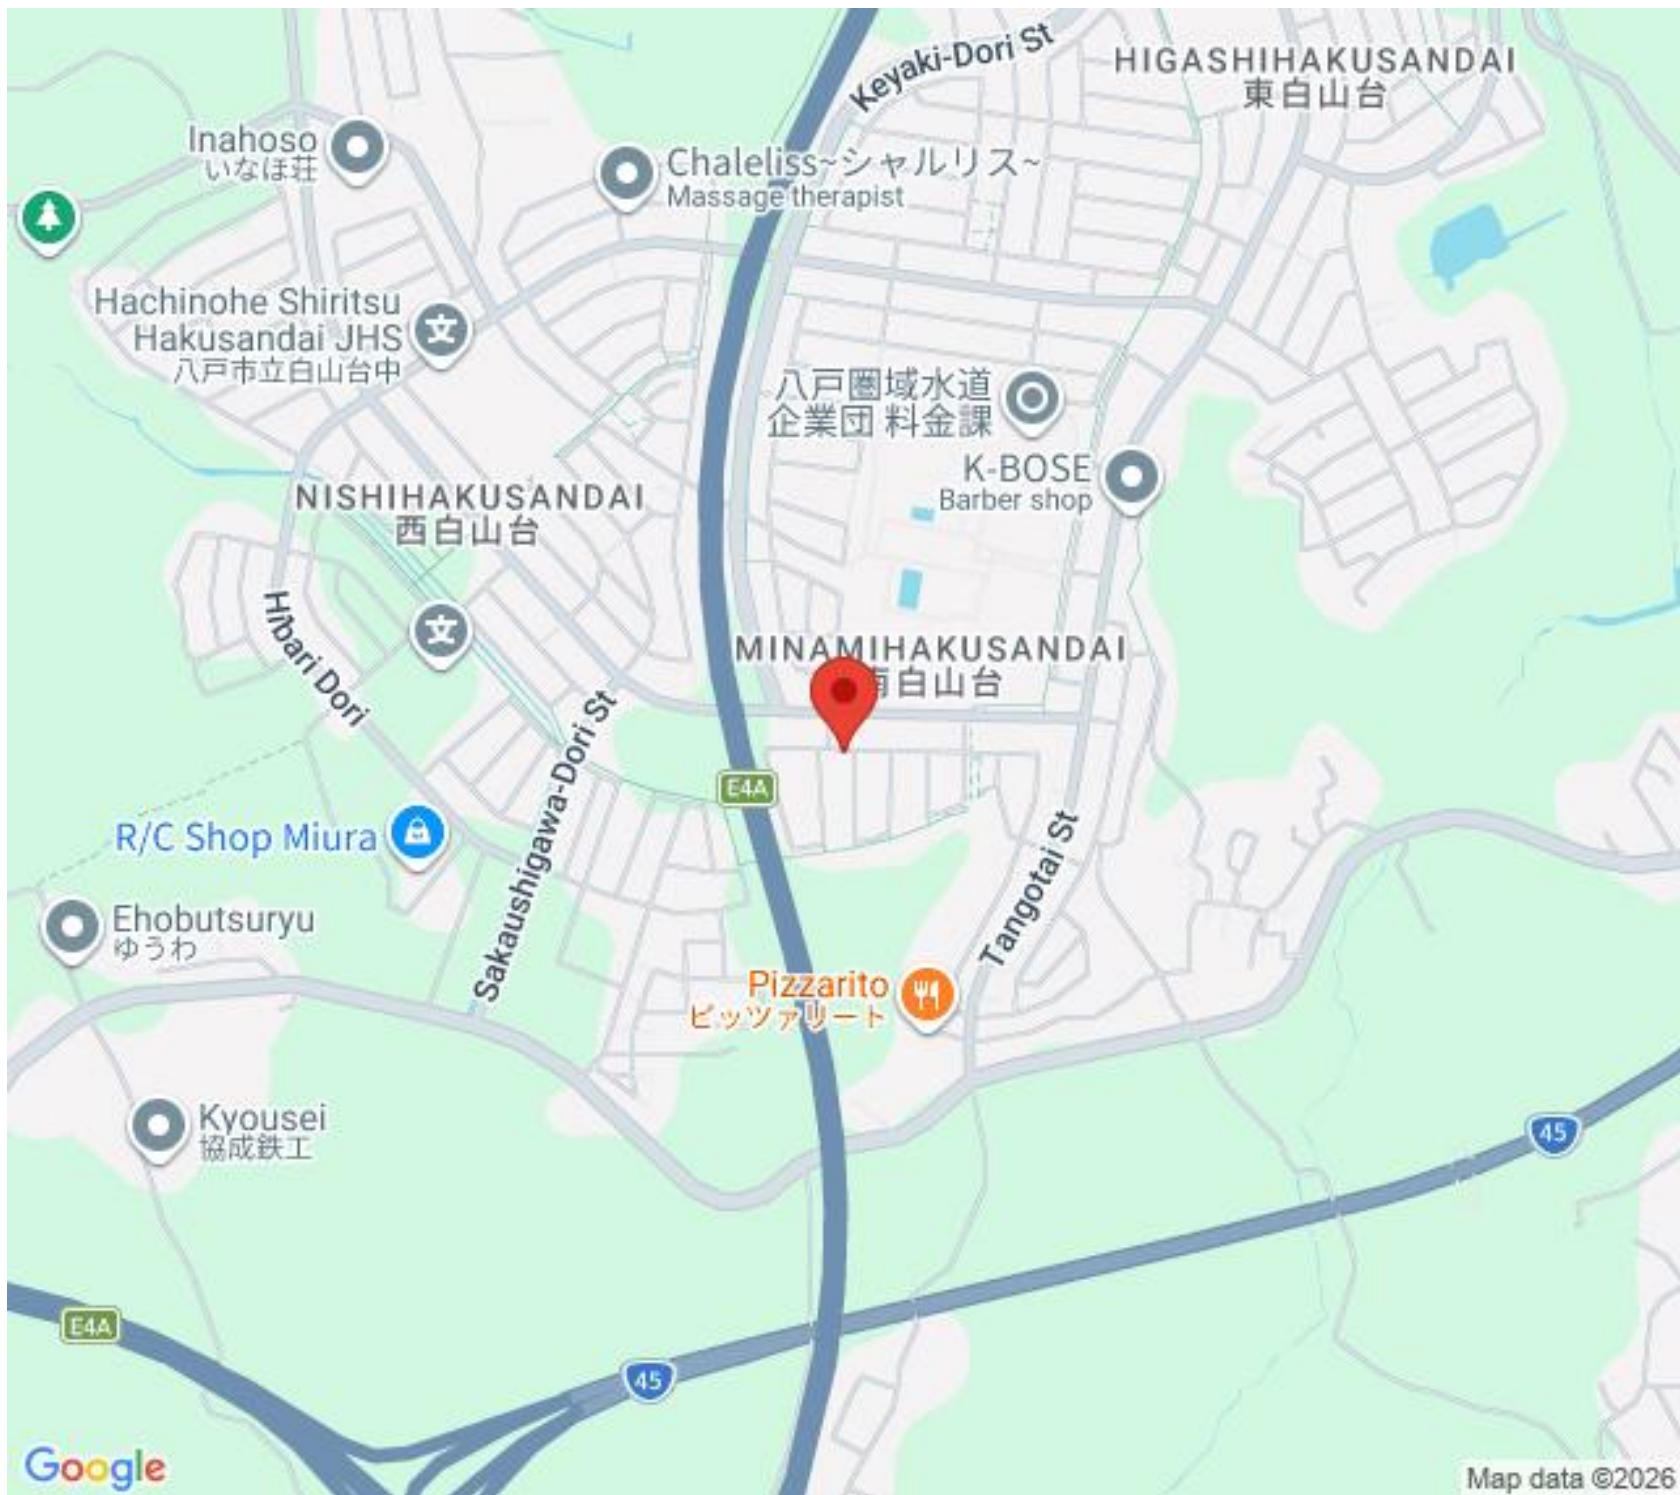 Keyaki-Dori St
HIGASHIHAKUSANDAI
東白山台
Inahoso
いなほ荘
Chaleliss~シャルリス~
Massage therapist
Hachinohe Shiritsu
Hakusandai JHS
八戸市立白山台中
文
八戸圏域水道
企業団 料金課
K-BOSE
Barber shop
NISHIHAKUSANDAI
西白山台
Hibari Dori
文
MINAMIHAKUSANDAI
南白山台
Sakaushigawa-Dori St
E4A
R/C Shop Miura
Tangotai St
Ehobutsuryu
ゆうわ
Pizzarito
ピッツァリート
Kyousei
協成鉄工
45
E4A
45
Google
Map data ©2026